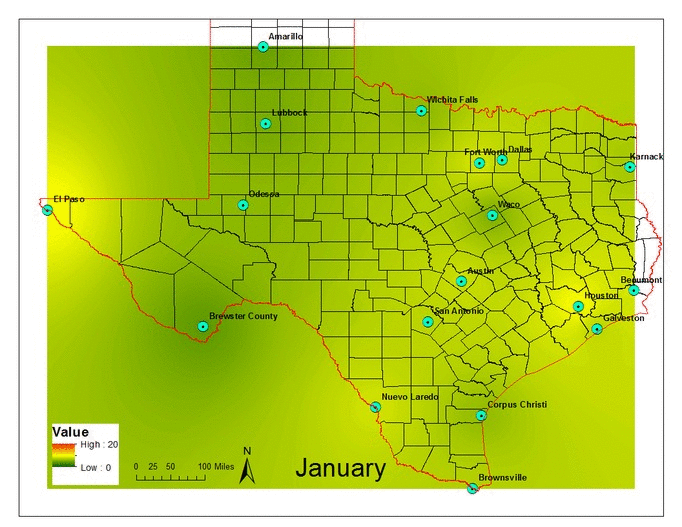 Amarillo
Wichita Falls
Lubbock
Fort Worth
Dallas
Karnack
El Paso
Odessa
Waco
Austin
Beaumont
Houston
Brewster County
San Antonio
Galveston
Nuevo Laredo
Corpus Christi
Value
High : 20
Low : 0
0 25 50 100 Miles
N
January
Brownsville